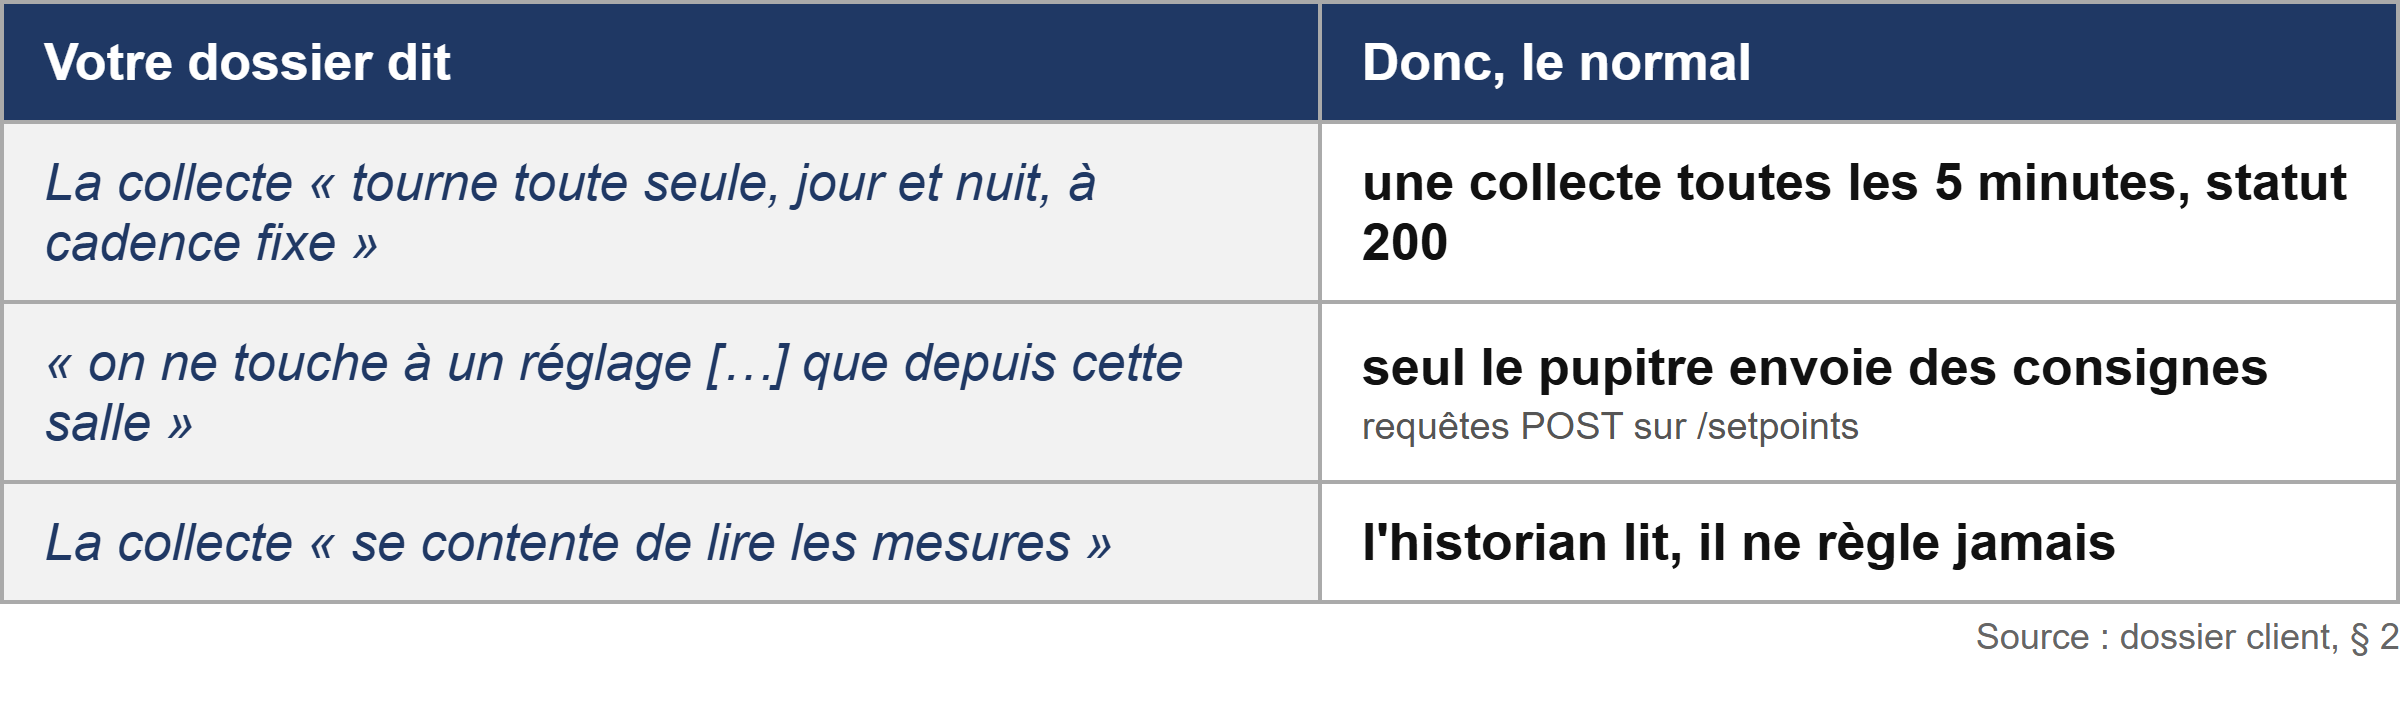 Votre dossier dit
Donc, le normal
La collecte « tourne toute seule, jour et nuit, à
cadence fixe »
une collecte toutes les 5 minutes, statut
200
« on ne touche à un réglage […] que depuis cette
salle »
seul le pupitre envoie des consignes
requêtes POST sur /setpoints
La collecte « se contente de lire les mesures »
l'historian lit, il ne règle jamais
Source : dossier client, § 2